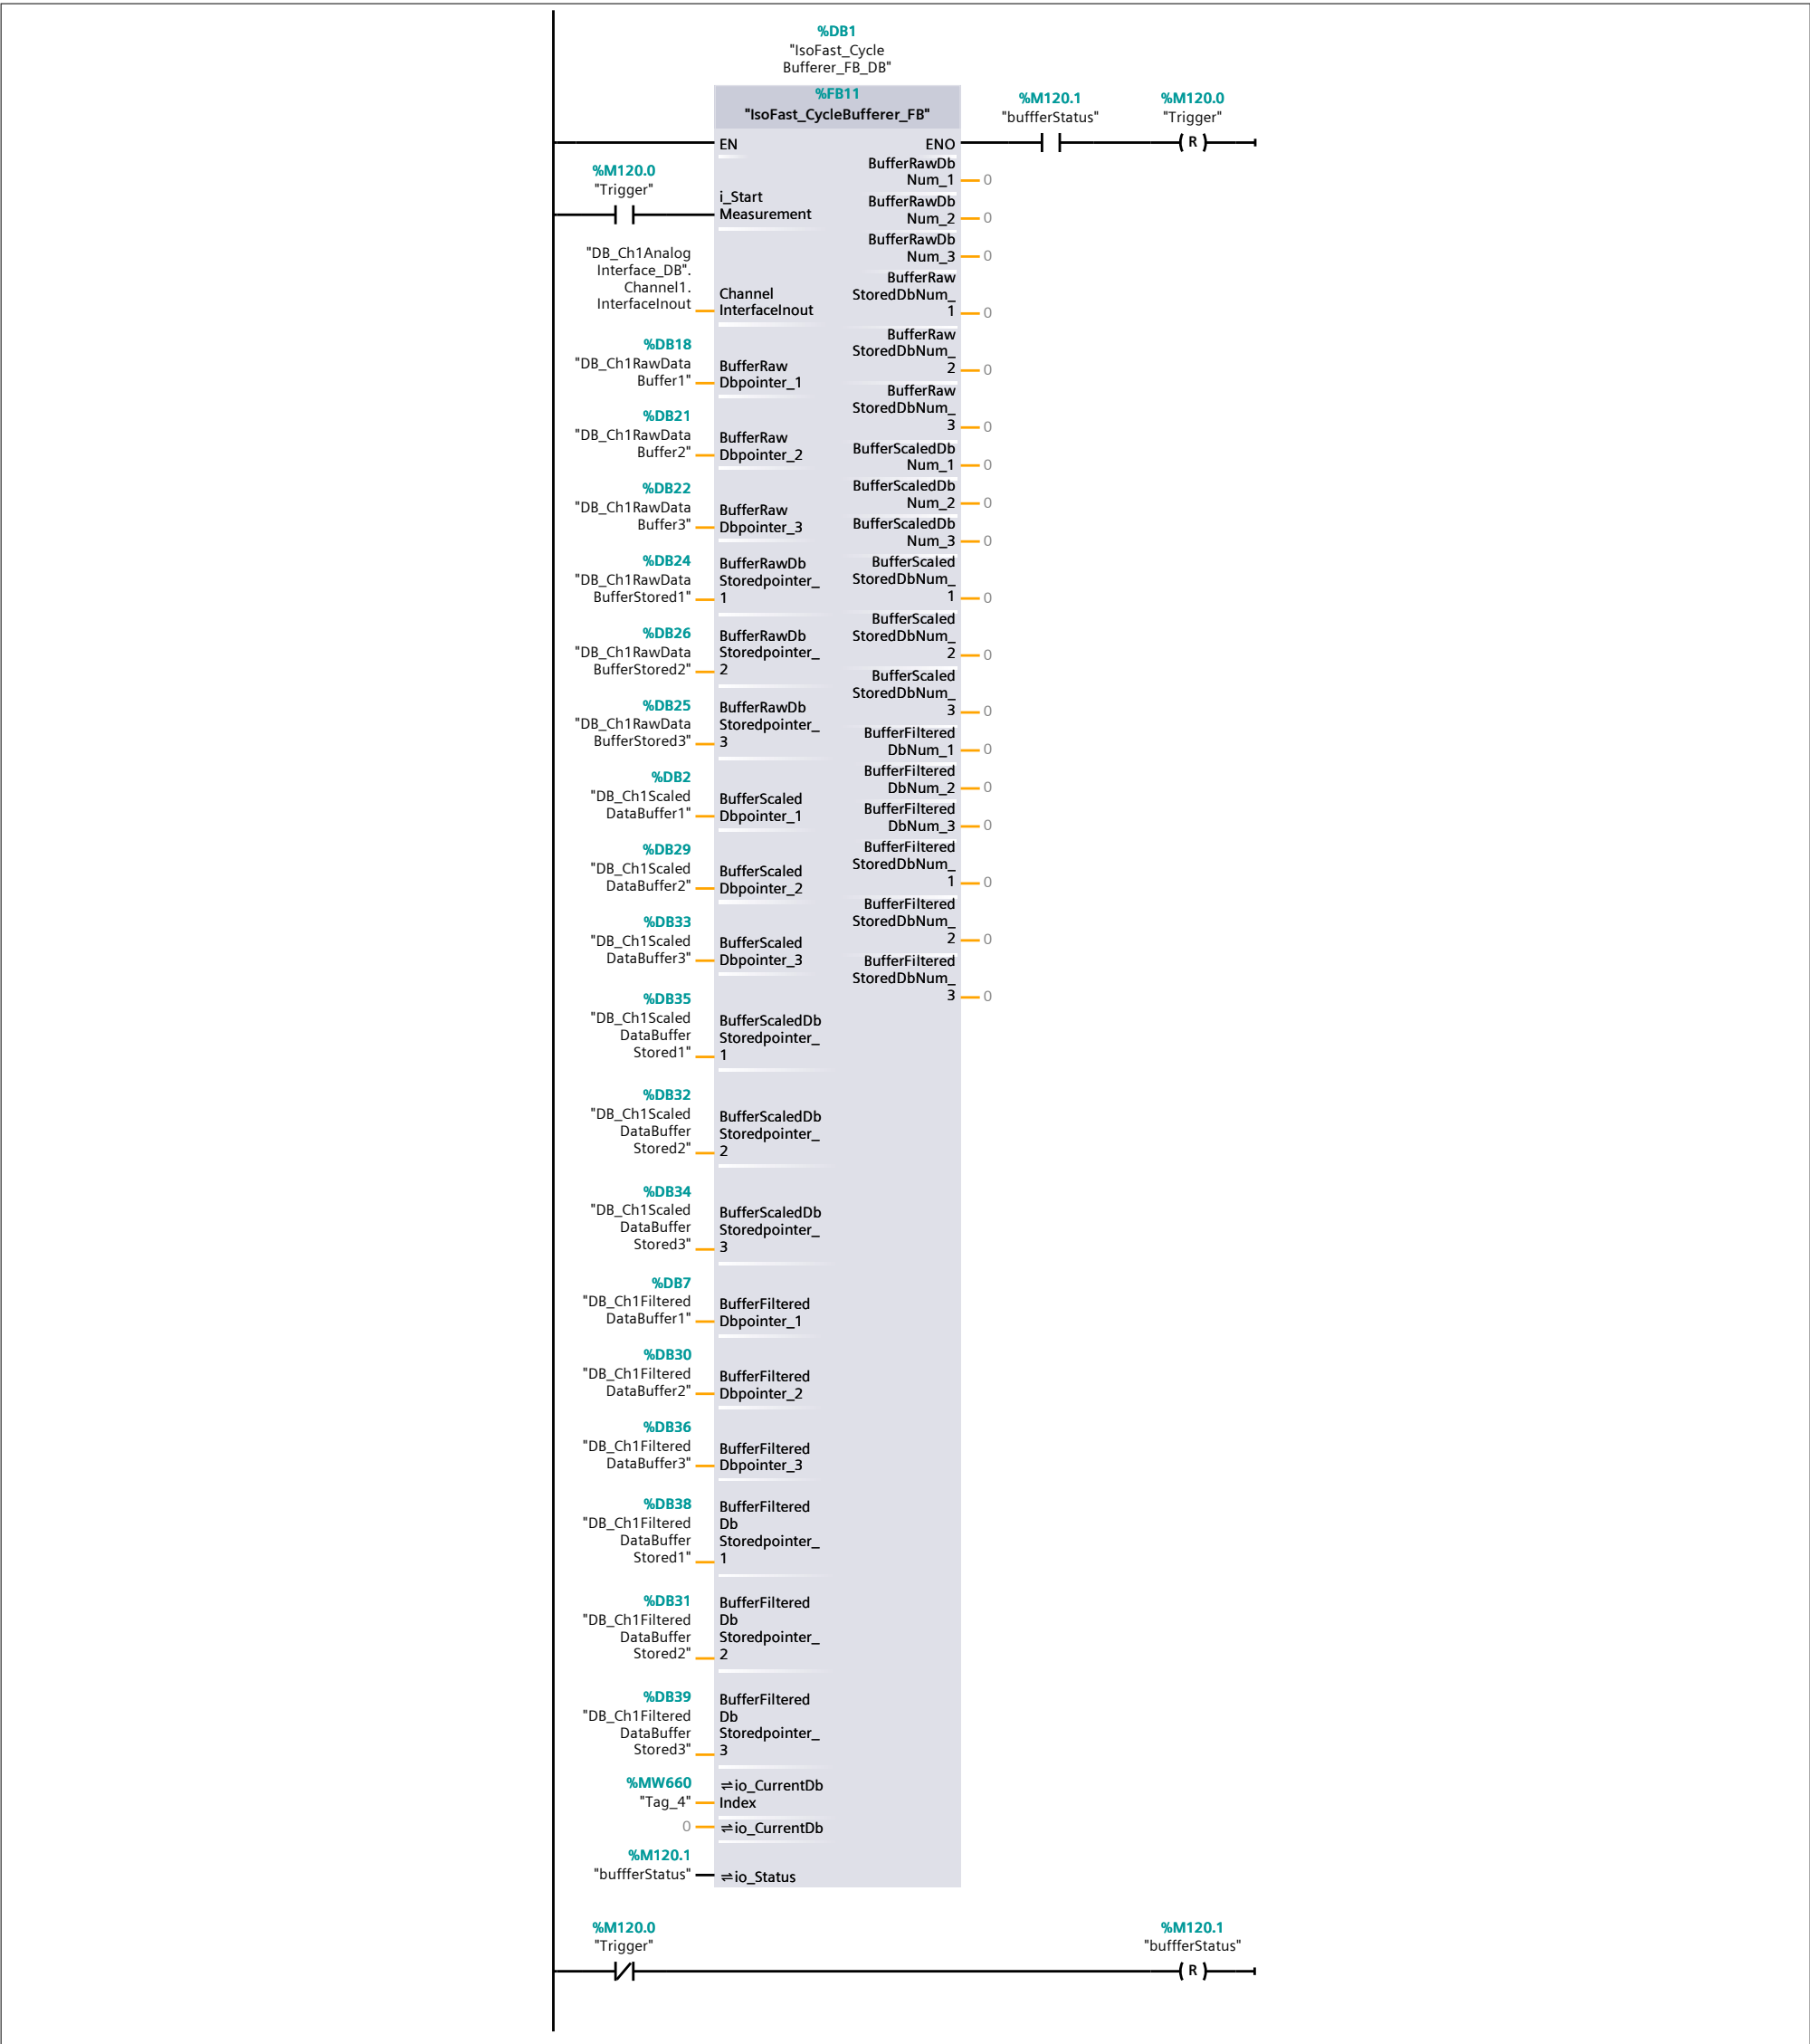 %DB1
"IsoFast_Cycle
Bufferer_FB_DB"
%FB11
"IsoFast_CycleBufferer_FB"
EN
ENO
%M120.1
"buffferStatus"
%M120.0
"Trigger"
R
%M120.0
"Trigger"
i_Start
Measurement
"DB_Ch1Analog
Interface_DB".
Channel1.
InterfaceInout
Channel
InterfaceInout
%DB18
"DB_Ch1RawData
Buffer1"
BufferRaw
Dbpointer_1
%DB21
"DB_Ch1RawData
Buffer2"
BufferRaw
Dbpointer_2
%DB22
"DB_Ch1RawData
Buffer3"
BufferRaw
Dbpointer_3
%DB24
"DB_Ch1RawData
BufferStored1"
BufferRawDb
Storedpointer_
1
%DB26
"DB_Ch1RawData
BufferStored2"
BufferRawDb
Storedpointer_
2
%DB25
"DB_Ch1RawData
BufferStored3"
BufferRawDb
Storedpointer_
3
%DB2
"DB_Ch1Scaled
DataBuffer1"
BufferScaled
Dbpointer_1
%DB29
"DB_Ch1Scaled
DataBuffer2"
BufferScaled
Dbpointer_2
%DB33
"DB_Ch1Scaled
DataBuffer3"
BufferScaled
Dbpointer_3
%DB35
"DB_Ch1Scaled
DataBuffer
Stored1"
BufferScaledDb
Storedpointer_
1
%DB32
"DB_Ch1Scaled
DataBuffer
Stored2"
BufferScaledDb
Storedpointer_
2
%DB34
"DB_Ch1Scaled
DataBuffer
Stored3"
BufferScaledDb
Storedpointer_
3
%DB7
"DB_Ch1Filtered
DataBuffer1"
BufferFiltered
Dbpointer_1
%DB30
"DB_Ch1Filtered
DataBuffer2"
BufferFiltered
Dbpointer_2
%DB36
"DB_Ch1Filtered
DataBuffer3"
BufferFiltered
Dbpointer_3
%DB38
"DB_Ch1Filtered
DataBuffer
Stored1"
BufferFiltered
Db
Storedpointer_
1
%DB31
"DB_Ch1Filtered
DataBuffer
Stored2"
BufferFiltered
Db
Storedpointer_
2
%DB39
"DB_Ch1Filtered
DataBuffer
Stored3"
BufferFiltered
Db
Storedpointer_
3
%MW660
"Tag_4"
⇌io_CurrentDb
Index
0
⇌io_CurrentDb
%M120.1
"buffferStatus"
⇌io_Status
BufferRawDb
Num_1 0
BufferRawDb
Num_2 0
BufferRawDb
Num_3 0
BufferRaw
StoredDbNum_
1 0
BufferRaw
StoredDbNum_
2 0
BufferRaw
StoredDbNum_
3 0
BufferScaledDb
Num_1 0
BufferScaledDb
Num_2 0
BufferScaledDb
Num_3 0
BufferScaled
StoredDbNum_
1 0
BufferScaled
StoredDbNum_
2 0
BufferScaled
StoredDbNum_
3 0
BufferFiltered
DbNum_1 0
BufferFiltered
DbNum_2 0
BufferFiltered
DbNum_3 0
BufferFiltered
StoredDbNum_
1 0
BufferFiltered
StoredDbNum_
2 0
BufferFiltered
StoredDbNum_
3 0
%M120.0
"Trigger"
%M120.1
"buffferStatus"
R